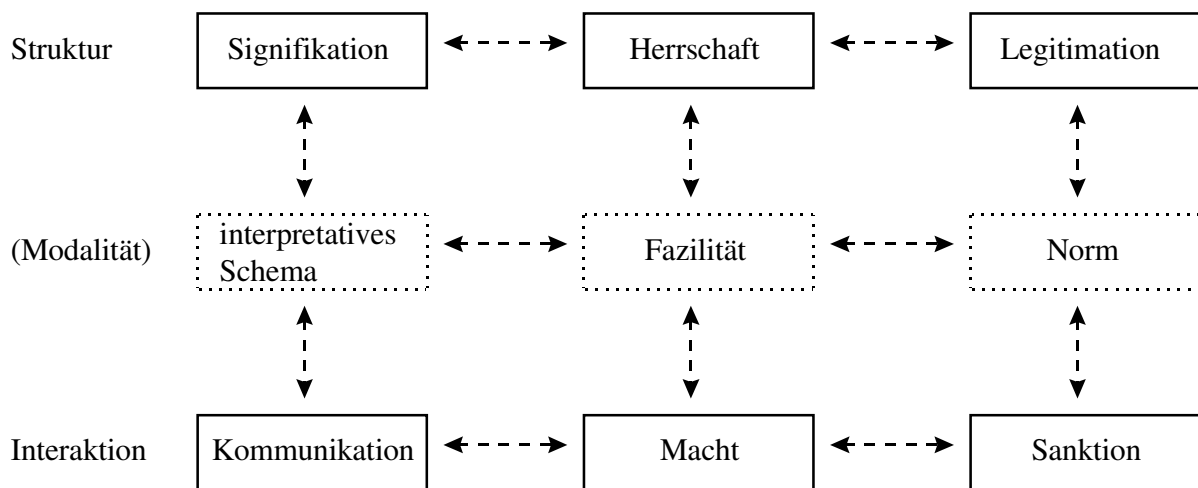 Struktur Signifikation Herrschaft Legitimation
(Modalität) interpretatives Schema Fazilität Norm
Interaktion Kommunikation Macht Sanktion